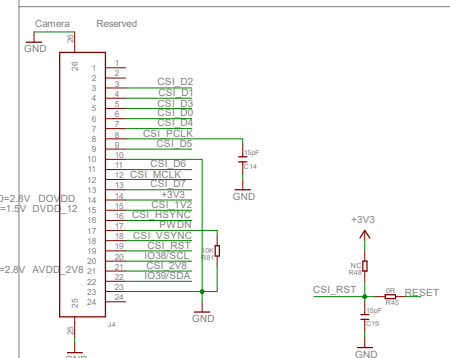 Camera Reserved
GND
26
26
1
2
3 CSI_D2
4 CSI_D1
5 CSI_D3
6 CSI_D0
7 CSI_D4
8 CSI_PCLK
9 CSI_D5
10
11 CSI_D6
12 CSI_MCLK
13 CSI_D7
14 +3V3
15 CSI_1V2
16 CSI_HSYNC
17 PWDN
18 CSI_VSYNC
19 CSI_RST
20 IO38/SCL
21 CSI_2V8
22 IO39/SDA
23
24
=2.8V DOVDD
=1.5V DVDD_12
=2.8V AVDD_2V8
25
25
J4
GND
15pF
C14
GND
10K
GND
+3V3
NC
R48
CSI_RST
0R
R45
RESET
15pF
C19
GND